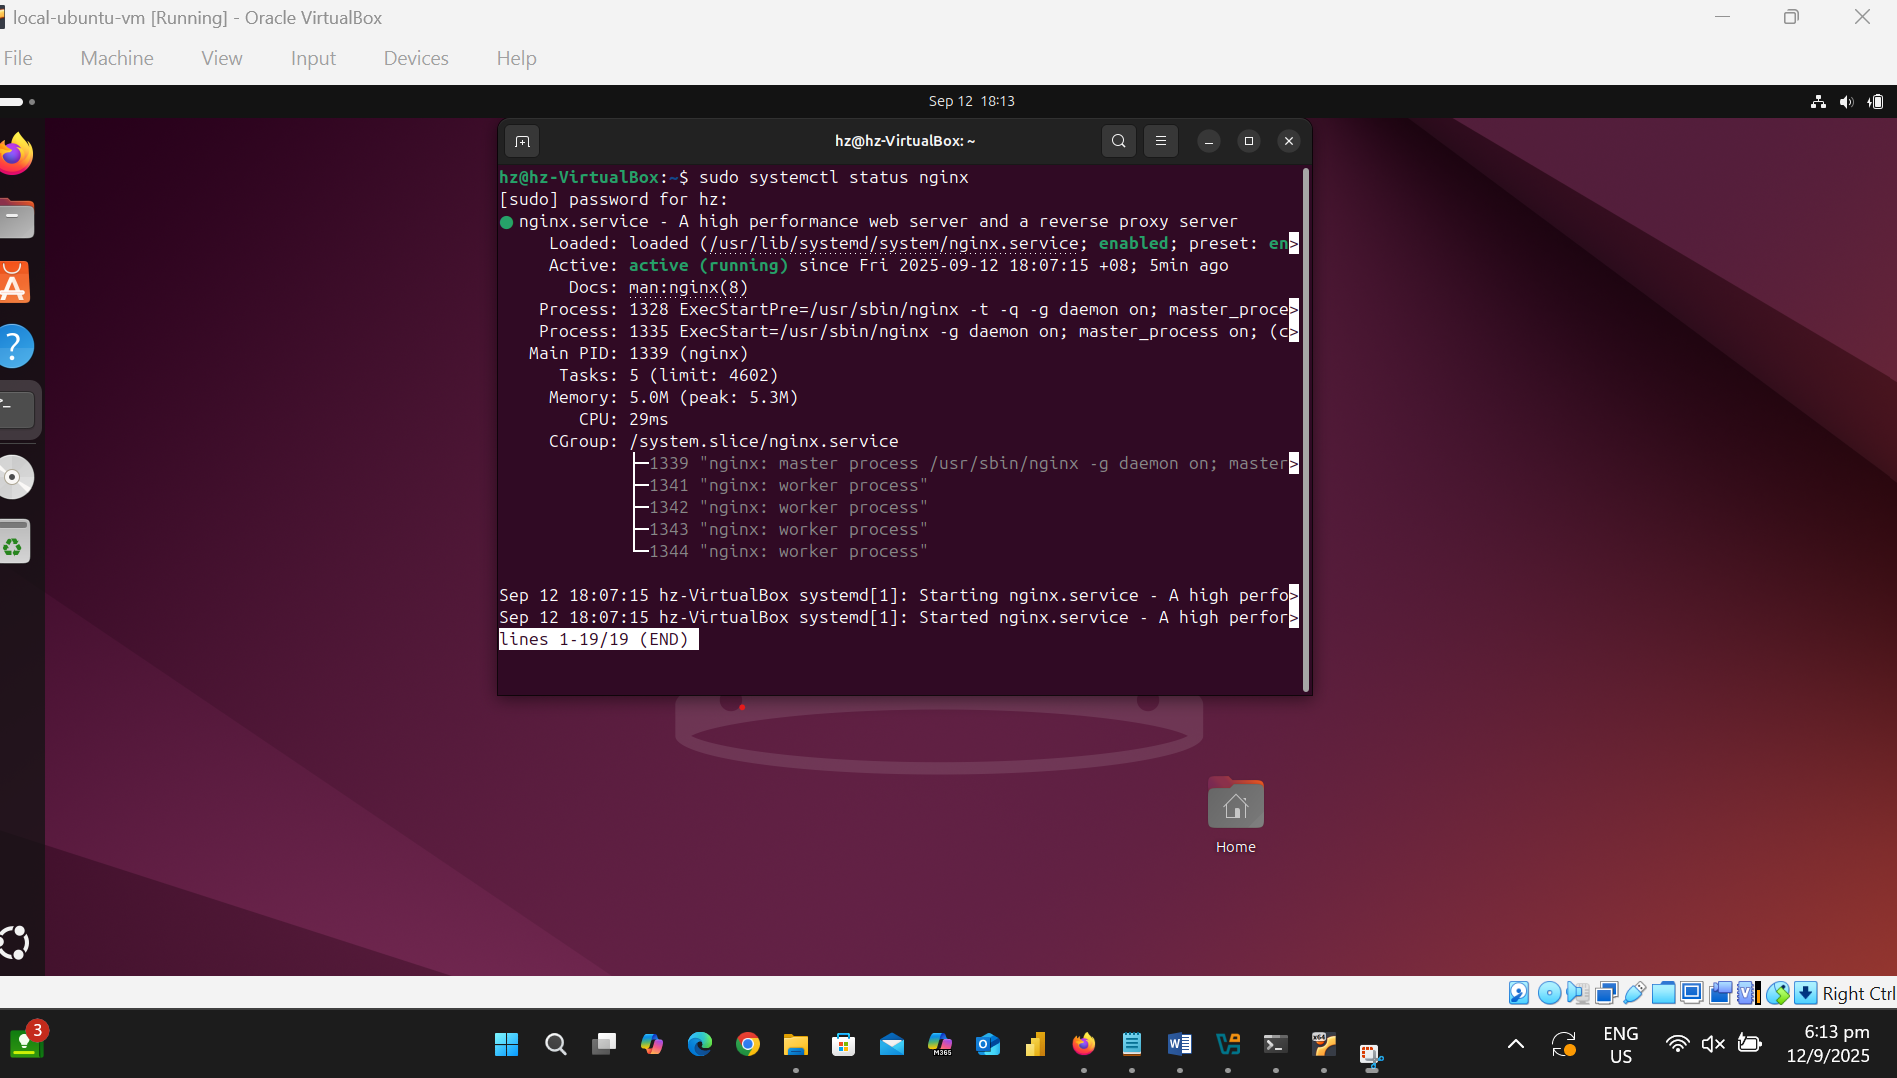 local-ubuntu-vm [Running] - Oracle VirtualBox
File Machine View Input Devices Help
Sep 12 18:13
hz@hz-VirtualBox: ~
hz@hz-VirtualBox:~$ sudo systemctl status nginx
[sudo] password for hz:
● nginx.service - A high performance web server and a reverse proxy server
Loaded: loaded (/usr/lib/systemd/system/nginx.service; enabled; preset: en>
Active: active (running) since Fri 2025-09-12 18:07:15 +08; 5min ago
Docs: man:nginx(8)
Process: 1328 ExecStartPre=/usr/sbin/nginx -t -q -g daemon on; master_proce>
Process: 1335 ExecStart=/usr/sbin/nginx -g daemon on; master_process on; (c>
Main PID: 1339 (nginx)
Tasks: 5 (limit: 4602)
Memory: 5.0M (peak: 5.3M)
CPU: 29ms
CGroup: /system.slice/nginx.service
├─1339 "nginx: master process /usr/sbin/nginx -g daemon on; master>
├─1341 "nginx: worker process"
├─1342 "nginx: worker process"
├─1343 "nginx: worker process"
└─1344 "nginx: worker process"
Sep 12 18:07:15 hz-VirtualBox systemd[1]: Starting nginx.service - A high perfo>
Sep 12 18:07:15 hz-VirtualBox systemd[1]: Started nginx.service - A high perfor>
lines 1-19/19 (END)
Home
Right Ctrl
3
M365
ENG
US
6:13 pm
12/9/2025